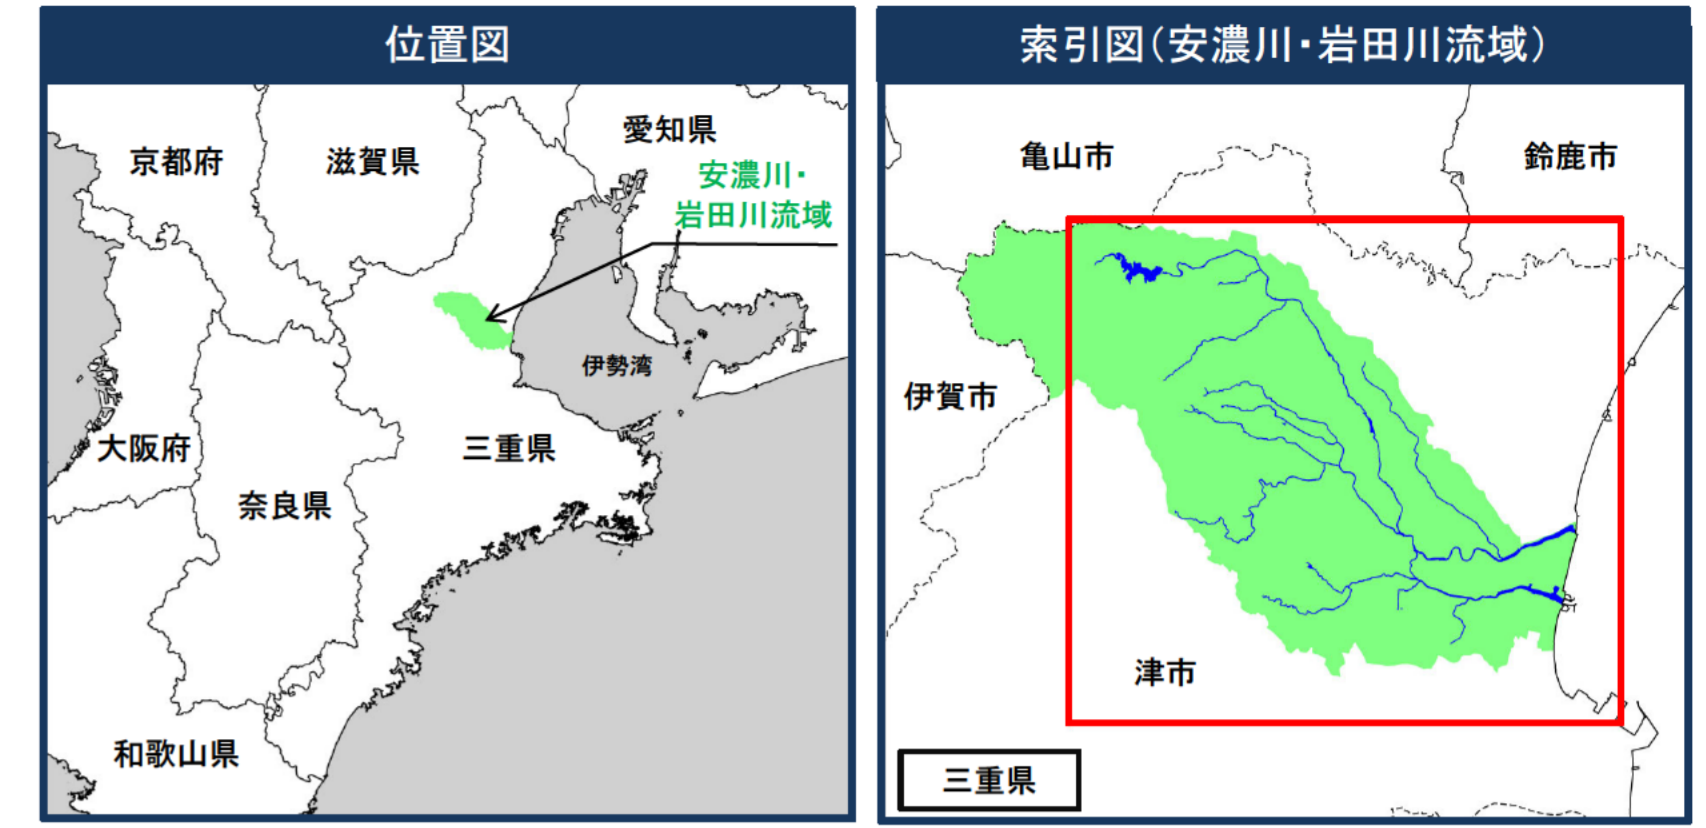 位置図
愛知県
京都府
滋賀県
安濃川・
岩田川流域
伊勢湾
大阪府
三重県
奈良県
和歌山県
索引図(安濃川・岩田川流域)
亀山市
鈴鹿市
伊賀市
津市
三重県